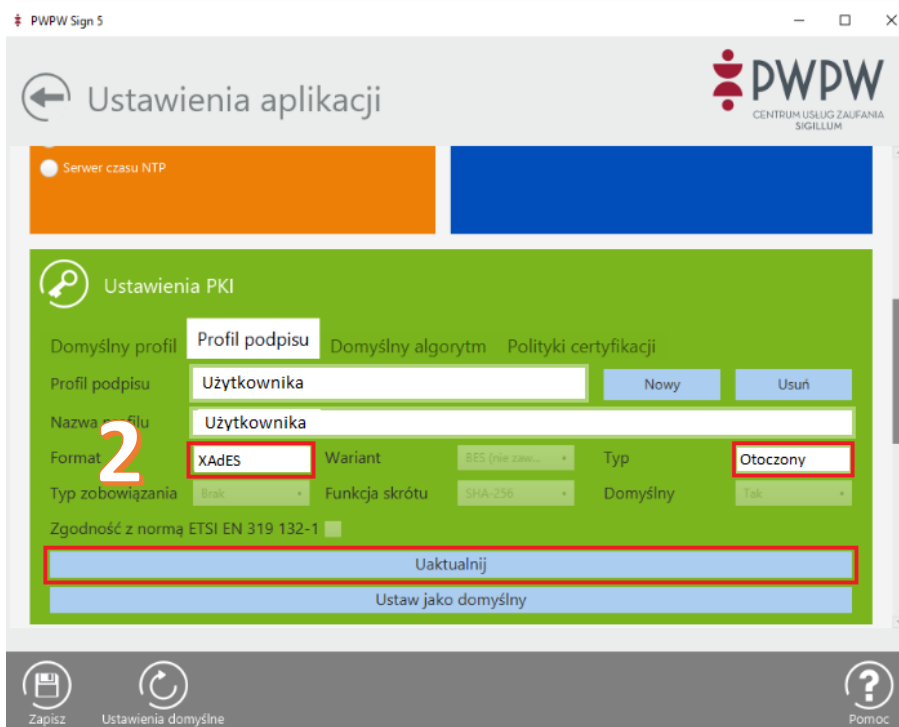 PWPW Sign 5
Ustawienia aplikacji
PWPW
CENTRUM USŁUG ZAUFANIA
SIGILLUM
Serwer czasu NTP
Ustawienia PKI
Domyślny profil Profil podpisu Domyślny algorytm Polityki certyfikacji
Profil podpisu Użytkownika Nowy Usuń
Nazwa profilu Użytkownika
2
Format XAdES Wariant BES (nie zaw... Typ Otoczony
Typ zobowiązania Brak Funkcja skrótu SHA-256 Domyślny Tak
Zgodność z normą ETSI EN 319 132-1
Uaktualnij
Ustaw jako domyślny
Zapisz Ustawienia domyślne Pomoc